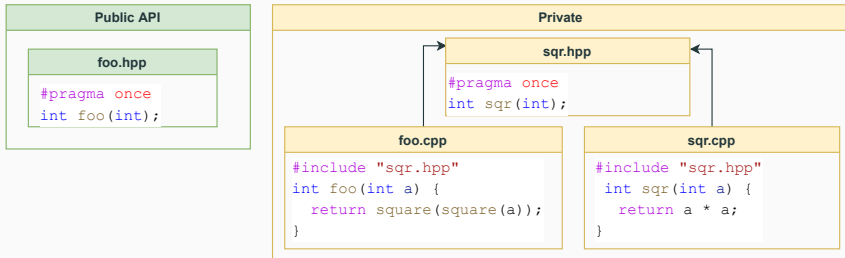 Public API
foo.hpp
#pragma once
int foo(int);
Private
sqr.hpp
#pragma once
int sqr(int);
foo.cpp
#include "sqr.hpp"
int foo(int a) {
  return square(square(a));
}
sqr.cpp
#include "sqr.hpp"
 int sqr(int a) {
  return a * a;
}